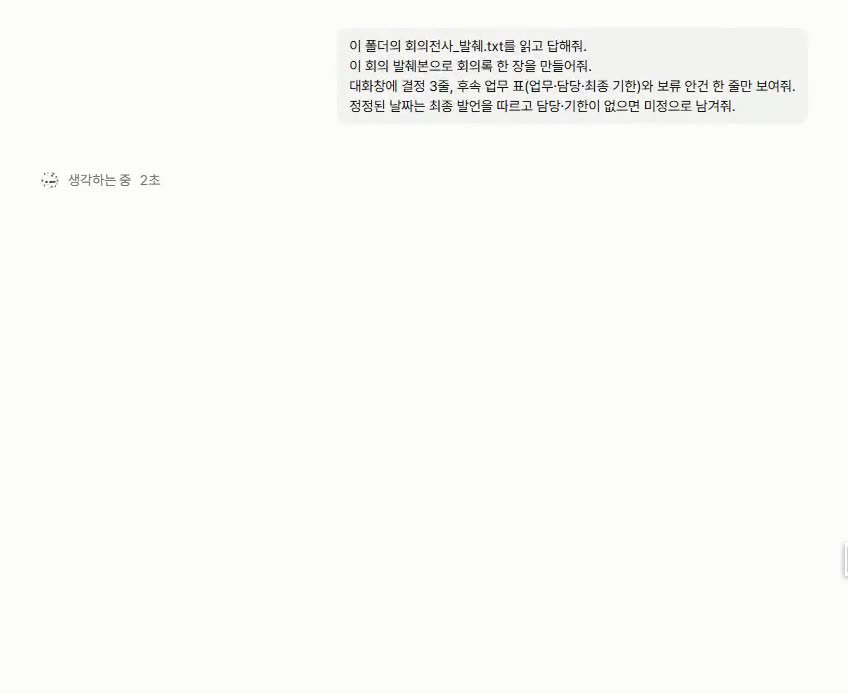 이 폴더의 회의전사_발췌.txt를 읽고 답해줘.
이 회의 발췌본으로 회의록 한 장을 만들어줘.
대화창에 결정 3줄, 후속 업무 표(업무·담당·최종 기한)와 보류 안건 한 줄만 보여줘.
정정된 날짜는 최종 발언을 따르고 담당·기한이 없으면 미정으로 남겨줘.
생각하는 중 2초